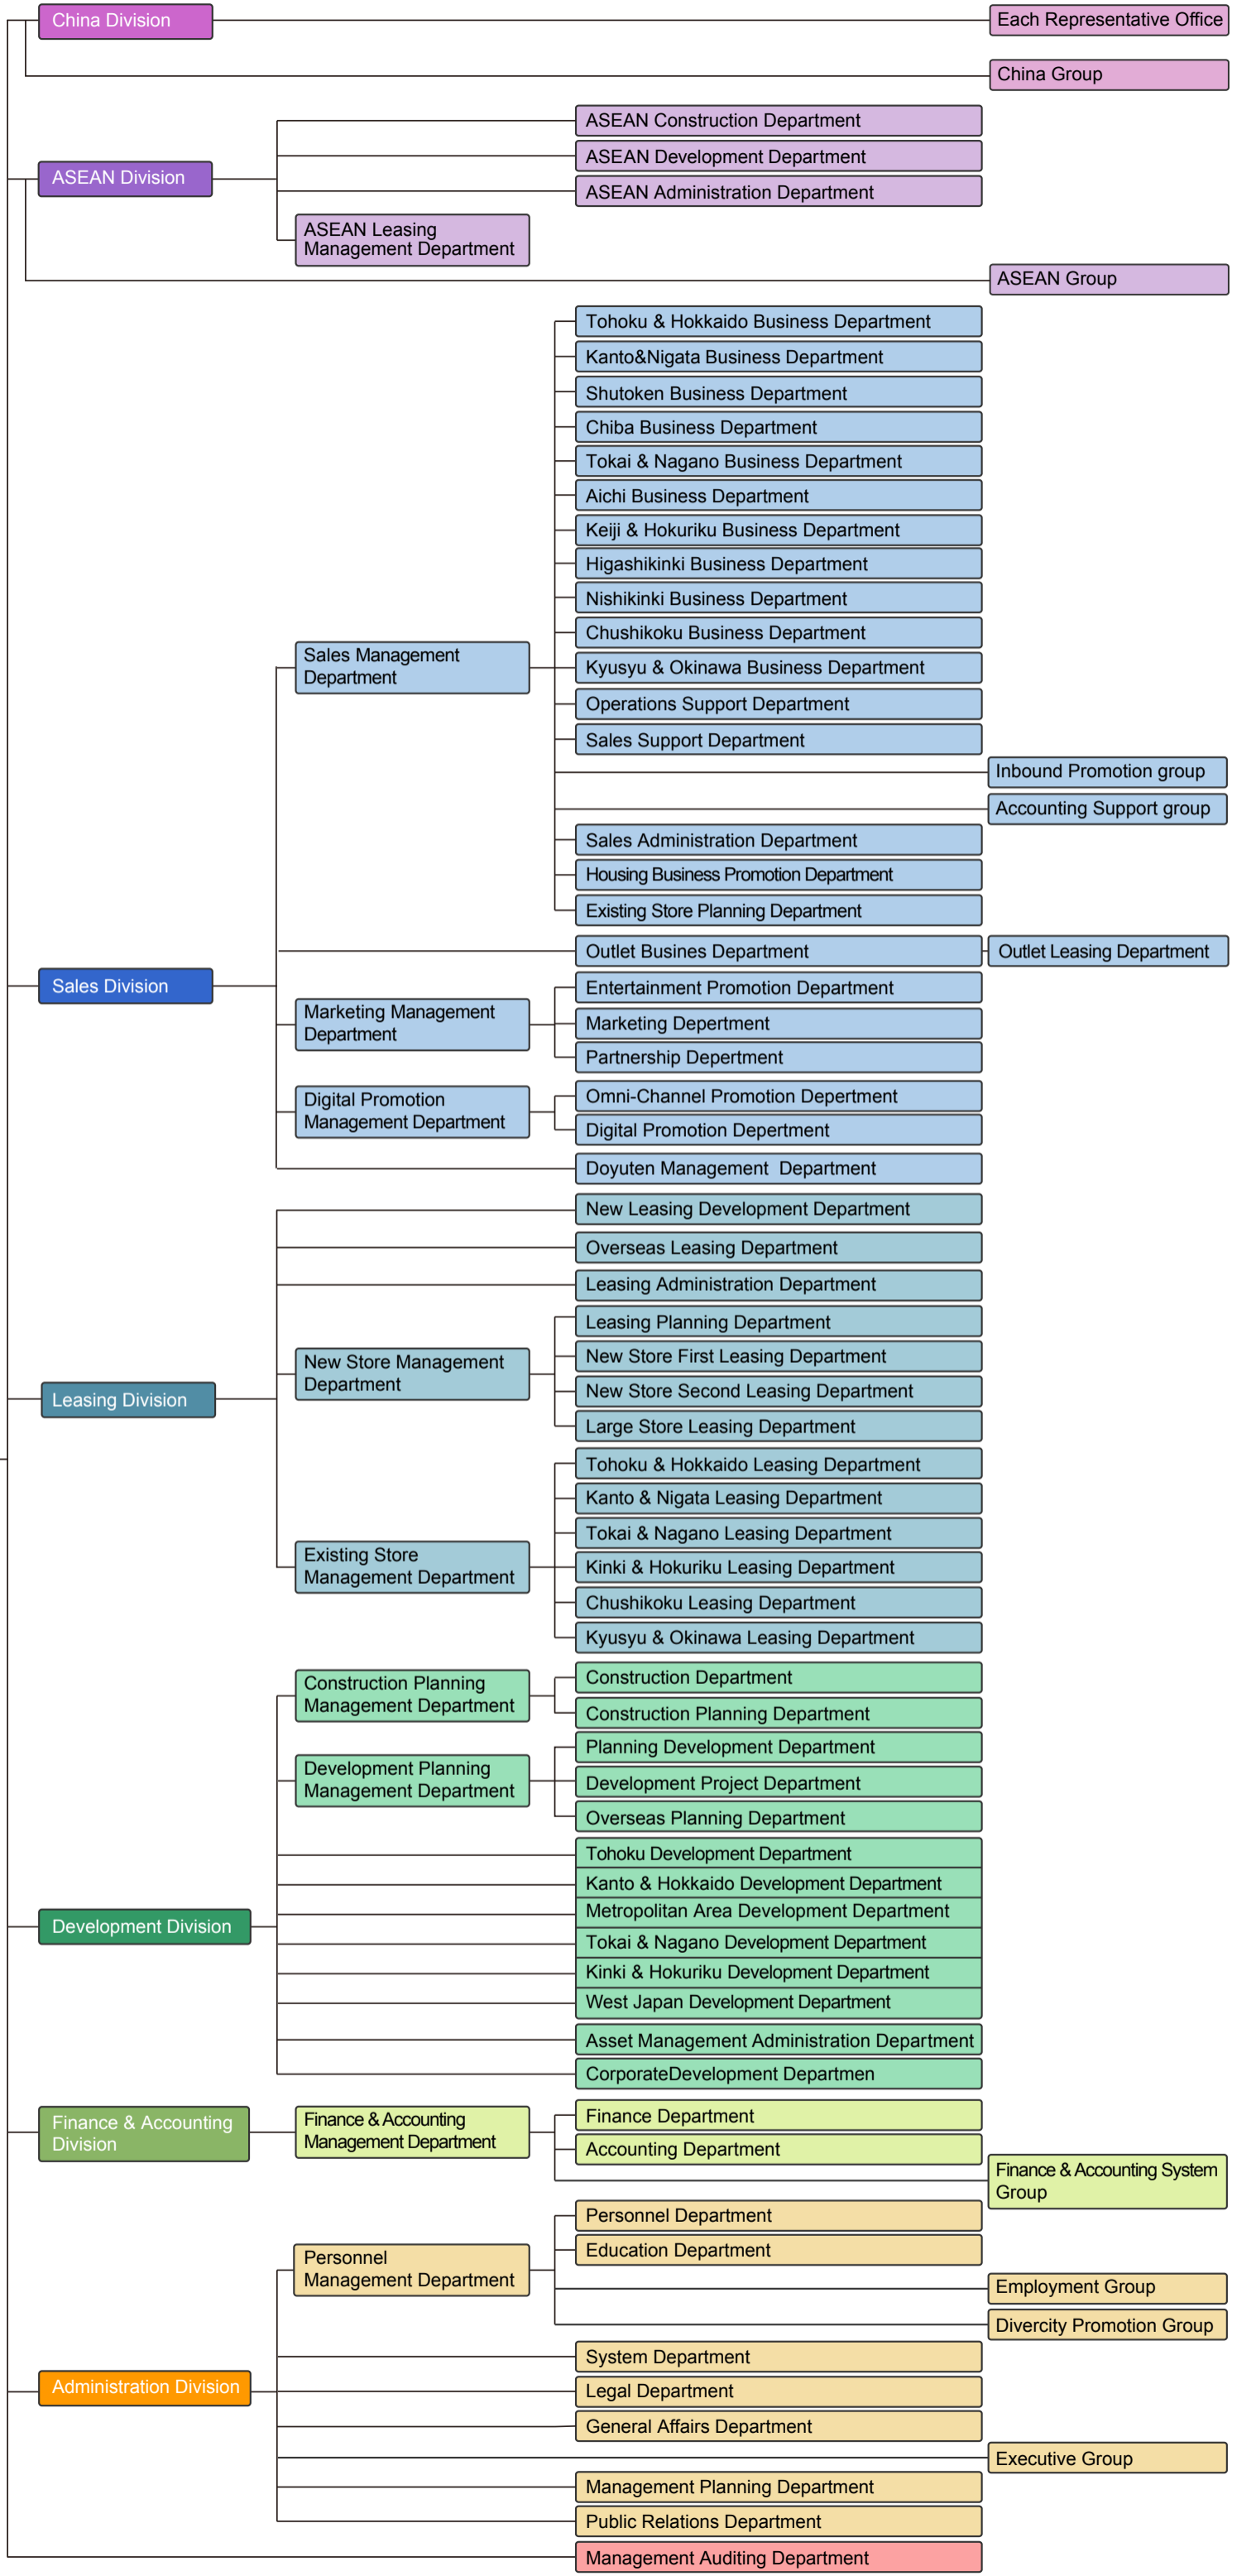 China Division
Each Representative Office
China Group
ASEAN Construction Department
ASEAN Development Department
ASEAN Division
ASEAN Administration Department
ASEAN Leasing
Management Department
ASEAN Group
Tohoku & Hokkaido Business Department
Kanto&Nigata Business Department
Shutoken Business Department
Chiba Business Department
Tokai & Nagano Business Department
Aichi Business Department
Keiji & Hokuriku Business Department
Higashikinki Business Department
Nishikinki Business Department
Chushikoku Business Department
Sales Management
Department
Kyusyu & Okinawa Business Department
Operations Support Department
Sales Support Department
Inbound Promotion group
Accounting Support group
Sales Administration Department
Housing Business Promotion Department
Existing Store Planning Department
Outlet Busines Department
Outlet Leasing Department
Sales Division
Entertainment Promotion Department
Marketing Management
Department
Marketing Depertment
Partnership Depertment
Digital Promotion
Management Department
Omni-Channel Promotion Depertment
Digital Promotion Depertment
Doyuten Management  Department
New Leasing Development Department
Overseas Leasing Department
Leasing Administration Department
Leasing Planning Department
New Store Management
Department
New Store First Leasing Department
New Store Second Leasing Department
Leasing Division
Large Store Leasing Department
Tohoku & Hokkaido Leasing Department
Kanto & Nigata Leasing Department
Tokai & Nagano Leasing Department
Existing Store
Management Department
Kinki & Hokuriku Leasing Department
Chushikoku Leasing Department
Kyusyu & Okinawa Leasing Department
Construction Planning
Management Department
Construction Department
Construction Planning Department
Planning Development Department
Development Planning
Management Department
Development Project Department
Overseas Planning Department
Tohoku Development Department
Kanto & Hokkaido Development Department
Metropolitan Area Development Department
Development Division
Tokai & Nagano Development Department
Kinki & Hokuriku Development Department
West Japan Development Department
Asset Management Administration Department
CorporateDevelopment Departmen
Finance & Accounting
Division
Finance & Accounting
Management Department
Finance Department
Accounting Department
Finance & Accounting System
Group
Personnel Department
Education Department
Personnel
Management Department
Employment Group
Divercity Promotion Group
System Department
Administration Division
Legal Department
General Affairs Department
Executive Group
Management Planning Department
Public Relations Department
Management Auditing Department